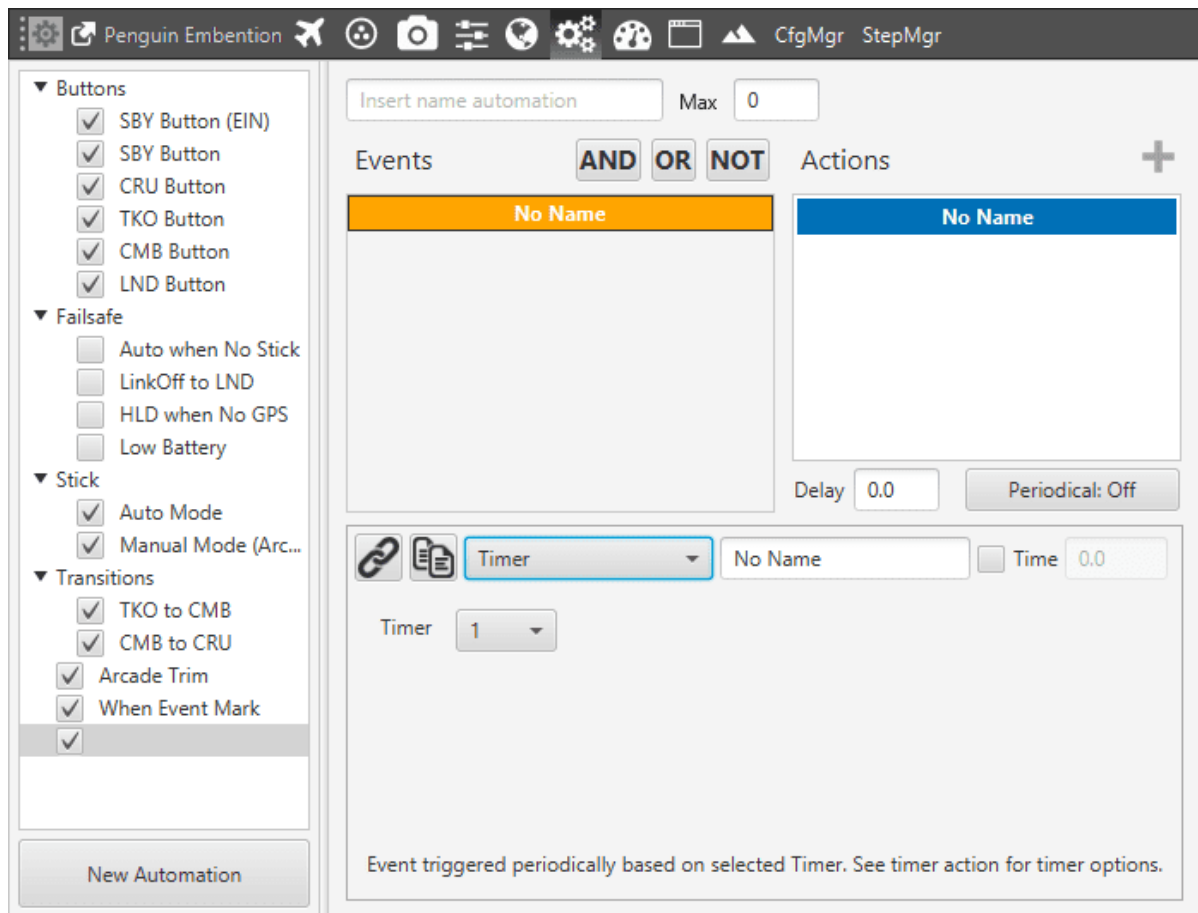 Penguin Embention CfgMgr StepMgr
Buttons
SBY Button (EIN)
SBY Button
CRU Button
TKO Button
CMB Button
LND Button
Failsafe
Auto when No Stick
LinkOff to LND
HLD when No GPS
Low Battery
Stick
Auto Mode
Manual Mode (Arc...
Transitions
TKO to CMB
CMB to CRU
Arcade Trim
When Event Mark
New Automation
Insert name automation Max 0
Events AND OR NOT Actions
No Name
No Name
Delay 0.0 Periodical: Off
Timer No Name Time 0.0
Timer 1
Event triggered periodically based on selected Timer. See timer action for timer options.